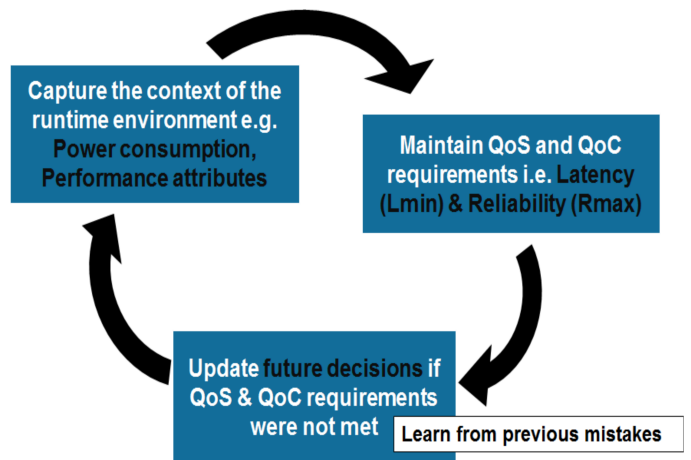 Capture the context of the
runtime environment e.g.
Power consumption,
Performance attributes
Maintain QoS and QoC
requirements i.e. Latency
(Lmin) & Reliability (Rmax)
Update future decisions if
QoS & QoC requirements
were not met
Learn from previous mistakes